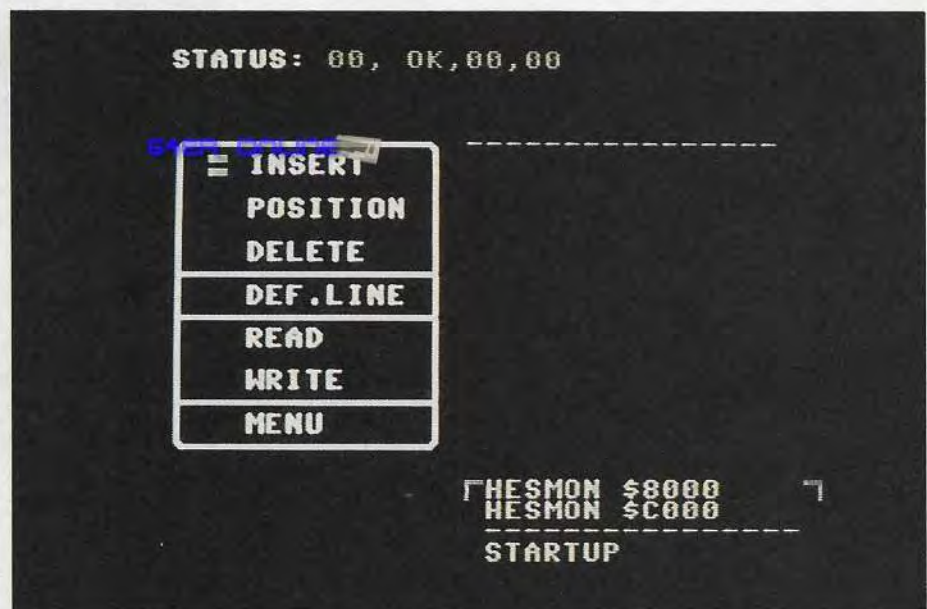 STATUS: 00, OK,00,00
INSERT
POSITION
DELETE
DEF.LINE
READ
WRITE
MENU
HESMON $8000
HESMON $C000
STARTUP